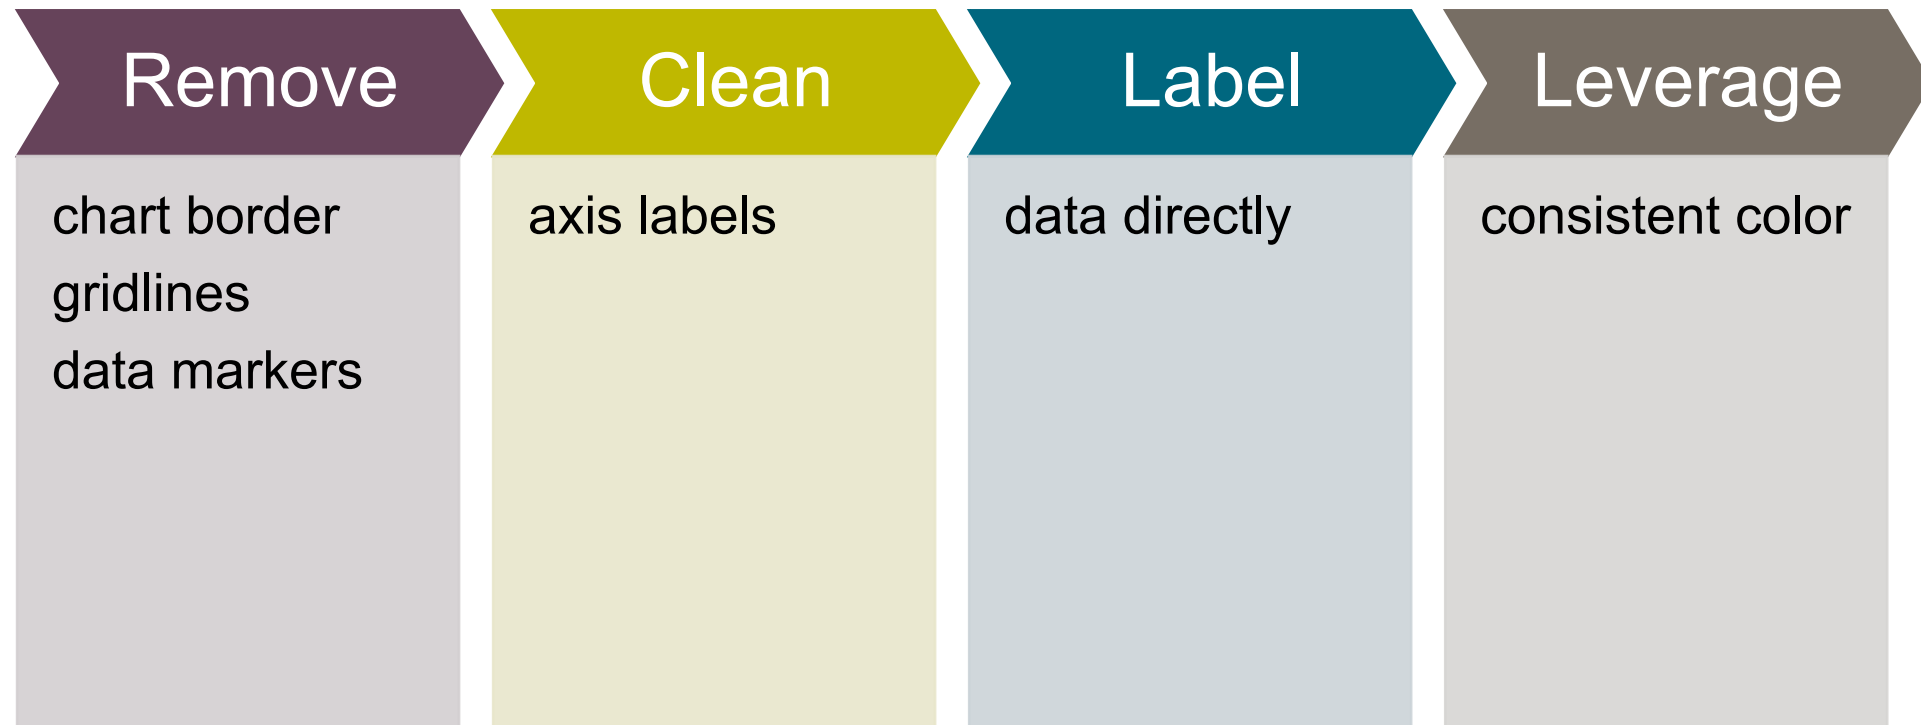 Remove
chart border
gridlines
data markers
Clean
axis labels
Label
data directly
Leverage
consistent color